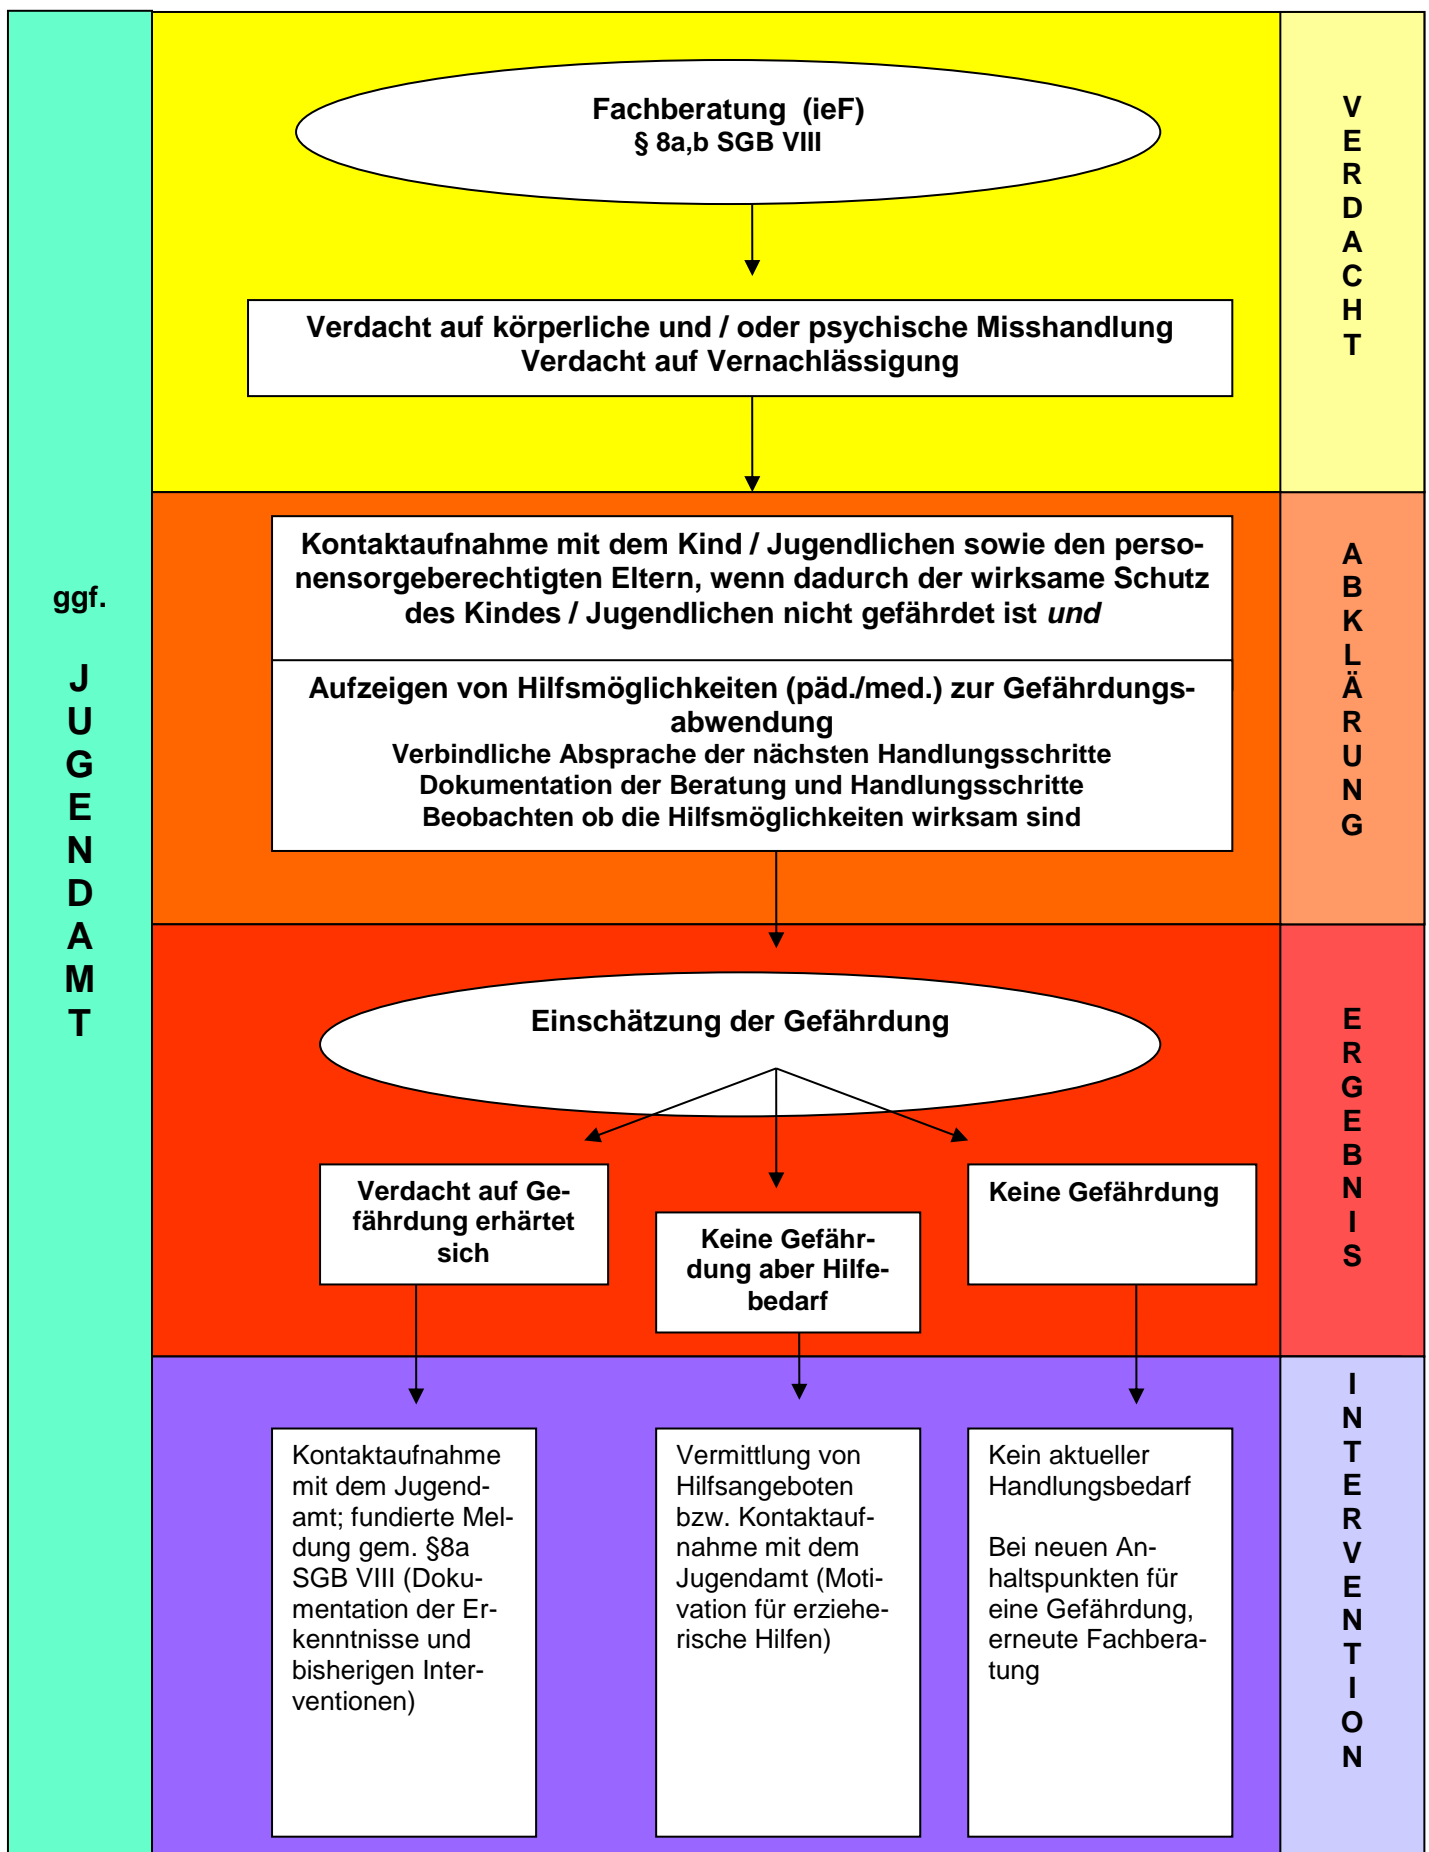 Fachberatung (ieF)
§ 8a,b SGB VIII
VERDACHT
Verdacht auf körperliche und / oder psychische Misshandlung
Verdacht auf Vernachlässigung
ggf.
JUGENDAMT
Kontaktaufnahme mit dem Kind / Jugendlichen sowie den perso-
nensorgeberechtigten Eltern, wenn dadurch der wirksame Schutz
des Kindes / Jugendlichen nicht gefährdet ist und
Aufzeigen von Hilfsmöglichkeiten (päd./med.) zur Gefährdungs-
abwendung
Verbindliche Absprache der nächsten Handlungsschritte
Dokumentation der Beratung und Handlungsschritte
Beobachten ob die Hilfsmöglichkeiten wirksam sind
ABKLÄRUNG
Einschätzung der Gefährdung
ERGEBNIS
Verdacht auf Ge-
fährdung erhärtet
sich
Keine Gefähr-
dung aber Hilfe-
bedarf
Keine Gefährdung
Kontaktaufnahme
mit dem Jugend-
amt; fundierte Mel-
dung gem. §8a
SGB VIII (Doku-
mentation der Er-
kenntnisse und
bisherigen Inter-
ventionen)
Vermittlung von
Hilfsangeboten
bzw. Kontaktauf-
nahme mit dem
Jugendamt (Moti-
vation für erziehe-
rische Hilfen)
Kein aktueller
Handlungsbedarf
Bei neuen An-
haltspunkten für
eine Gefährdung,
erneute Fachbera-
tung
INTERVENTION